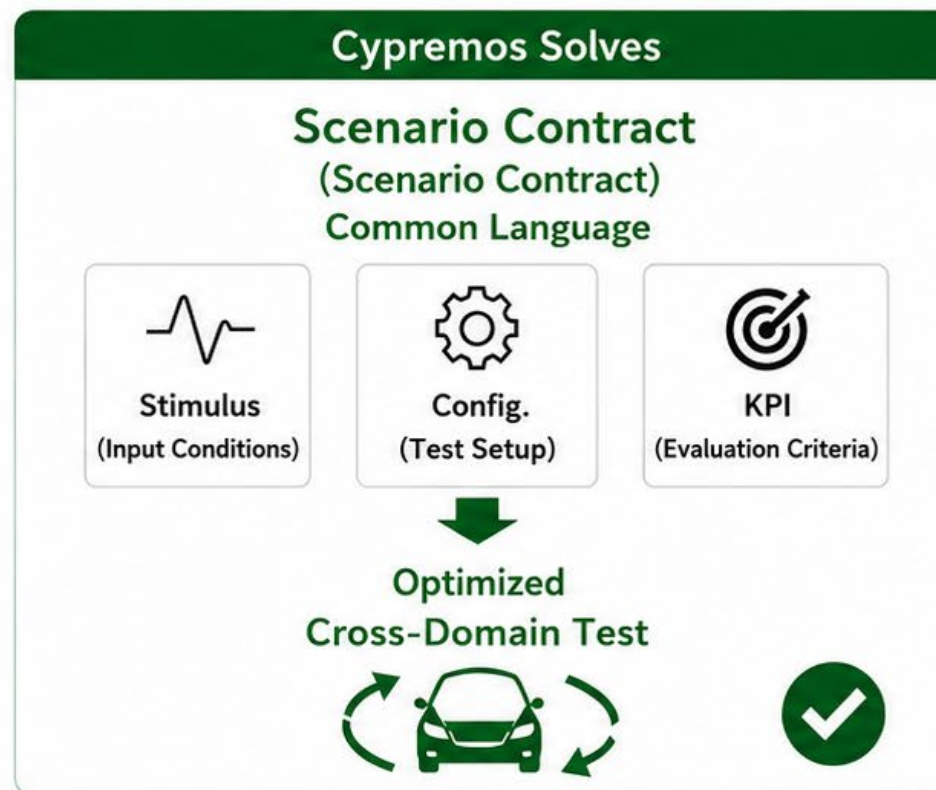 Cypremos Solves
Scenario Contract
(Scenario Contract)
Common Language
Stimulus
(Input Conditions)
Config.
(Test Setup)
KPI
(Evaluation Criteria)
Optimized
Cross-Domain Test